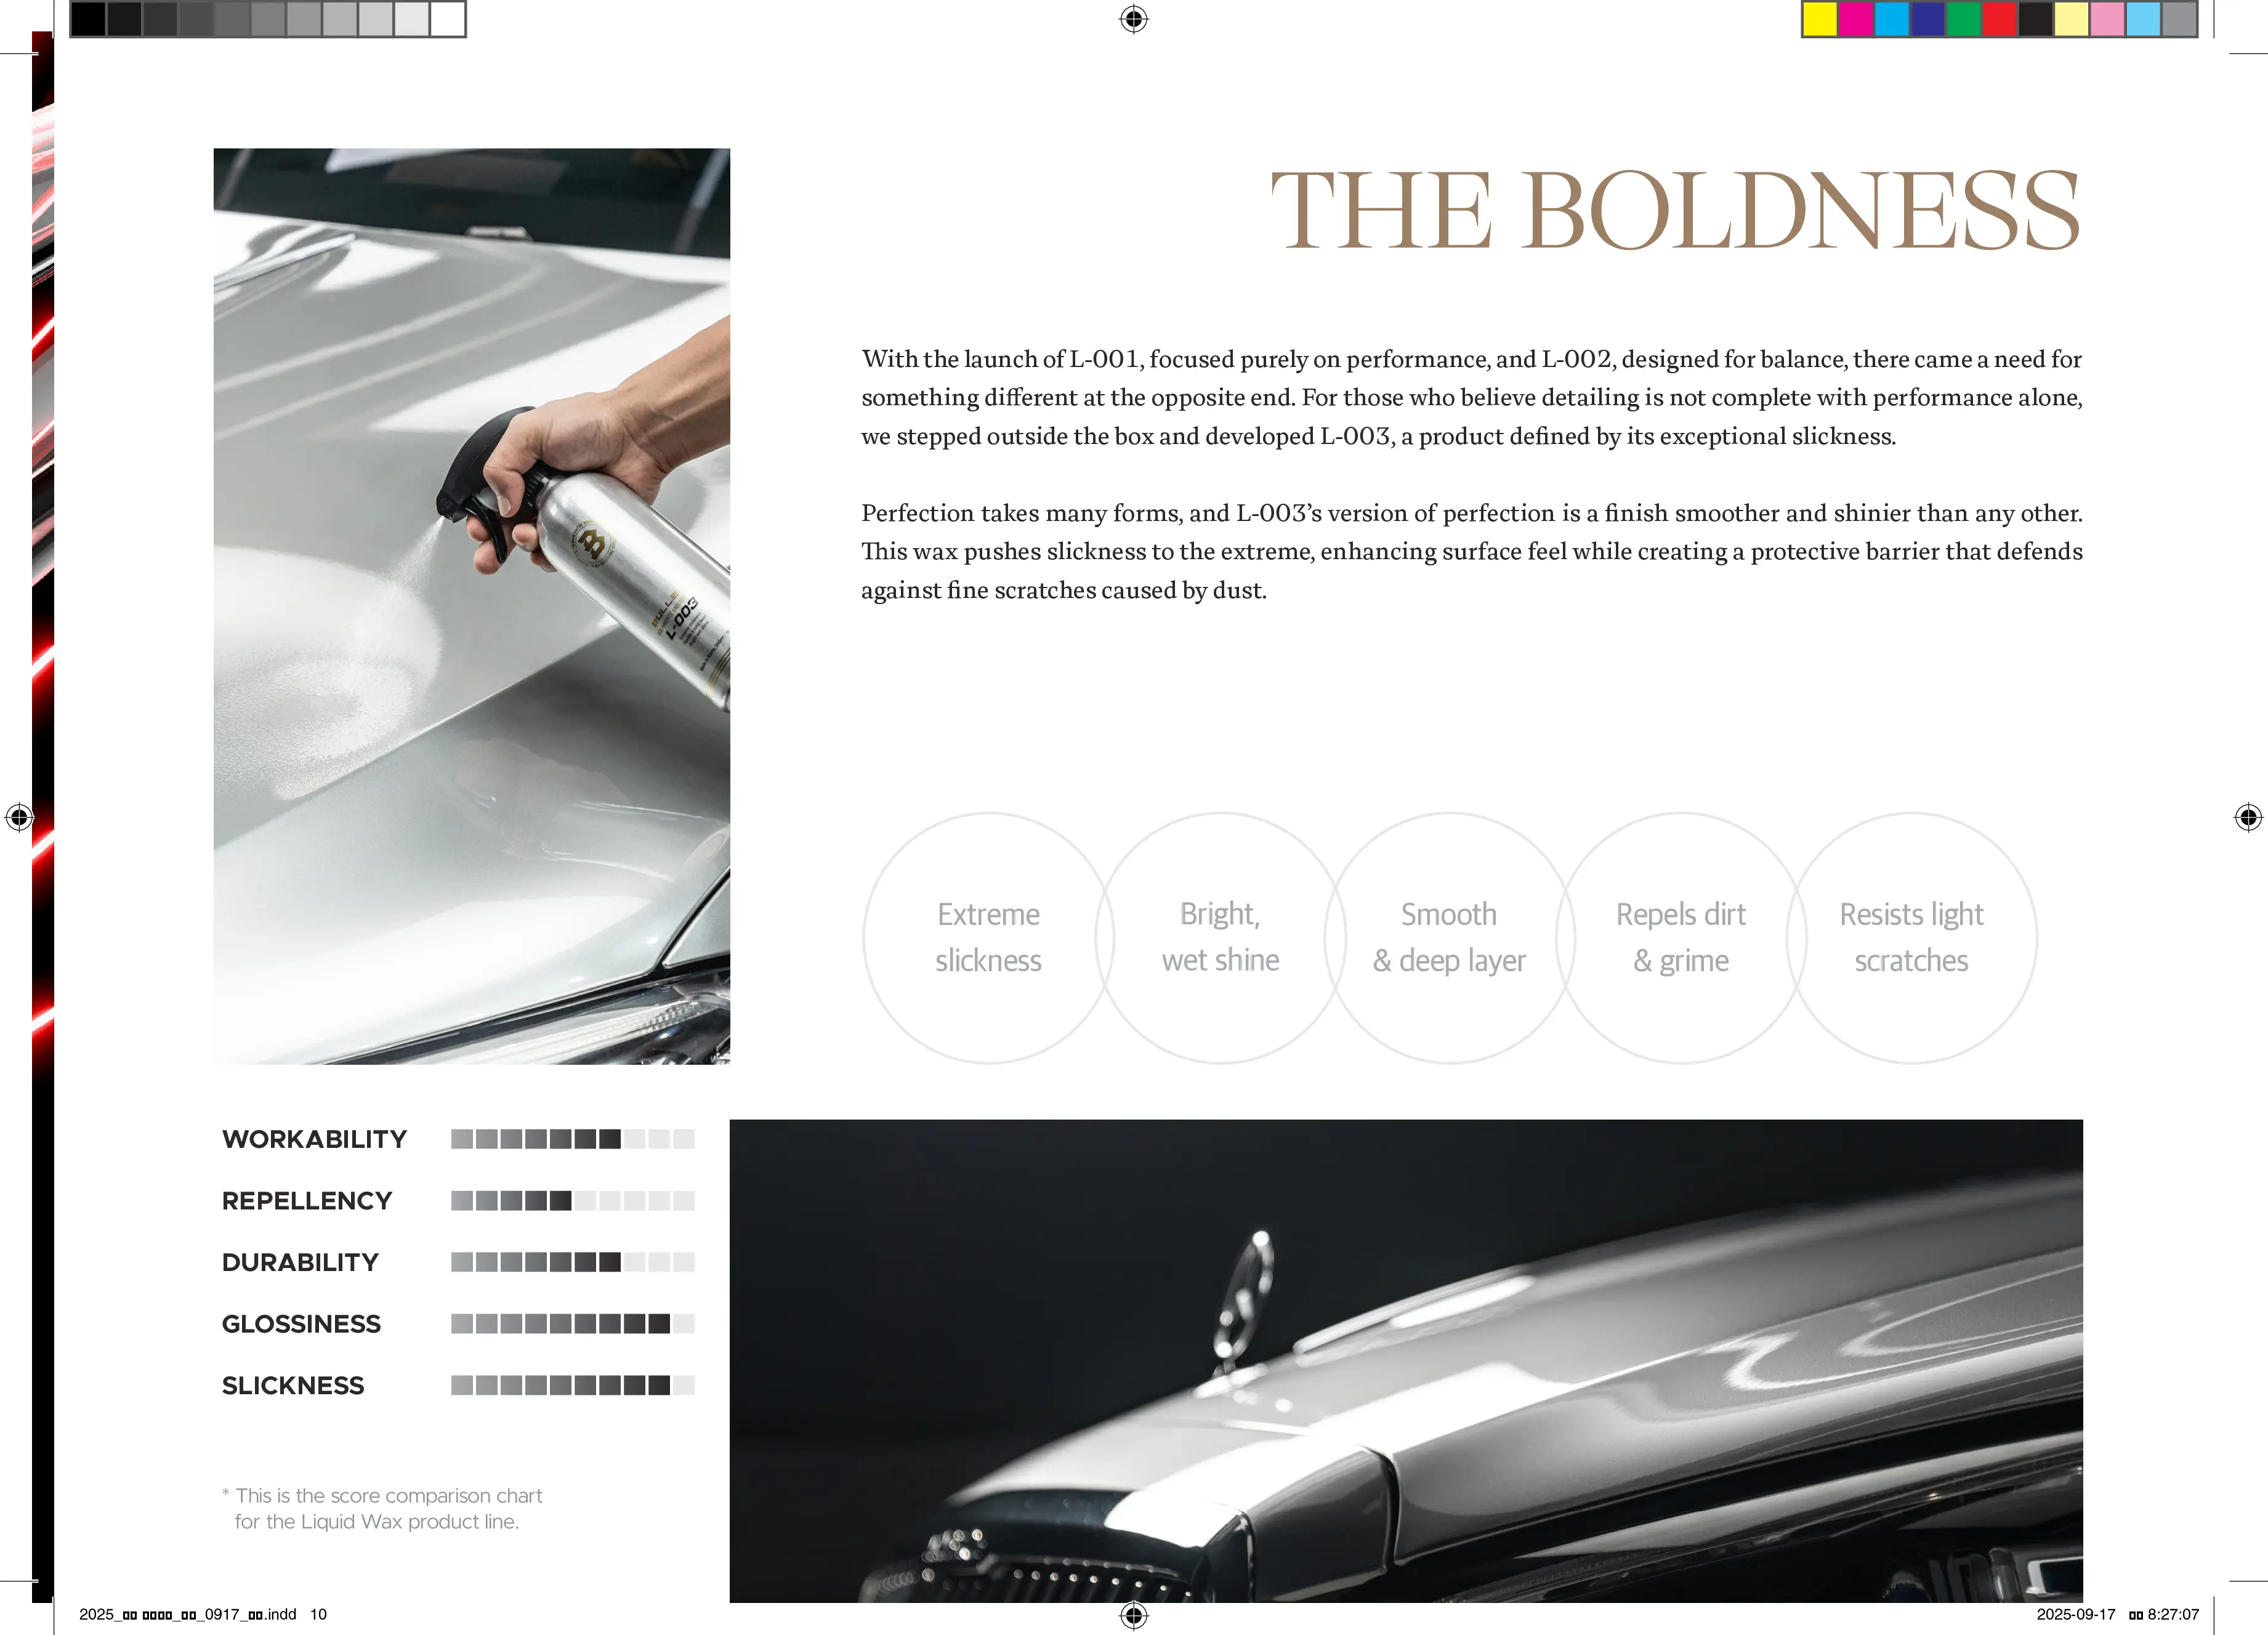 THE BOLDNESS
With the launch of L-001, focused purely on performance, and L-002, designed for balance, there came a need for
something different at the opposite end. For those who believe detailing is not complete with performance alone,
we stepped outside the box and developed L-003, a product defined by its exceptional slickness.
Perfection takes many forms, and L-003’s version of perfection is a finish smoother and shinier than any other.
This wax pushes slickness to the extreme, enhancing surface feel while creating a protective barrier that defends
against fine scratches caused by dust.
B
BULLE
L-003
Extreme
slickness
Bright,
wet shine
Smooth
& deep layer
Repels dirt
& grime
Resists light
scratches
WORKABILITY
REPELLENCY
DURABILITY
GLOSSINESS
SLICKNESS
* This is the score comparison chart
for the Liquid Wax product line.
2025_□□ □□□□_□□_0917_□□.indd 10
2025-09-17 □□ 8:27:07